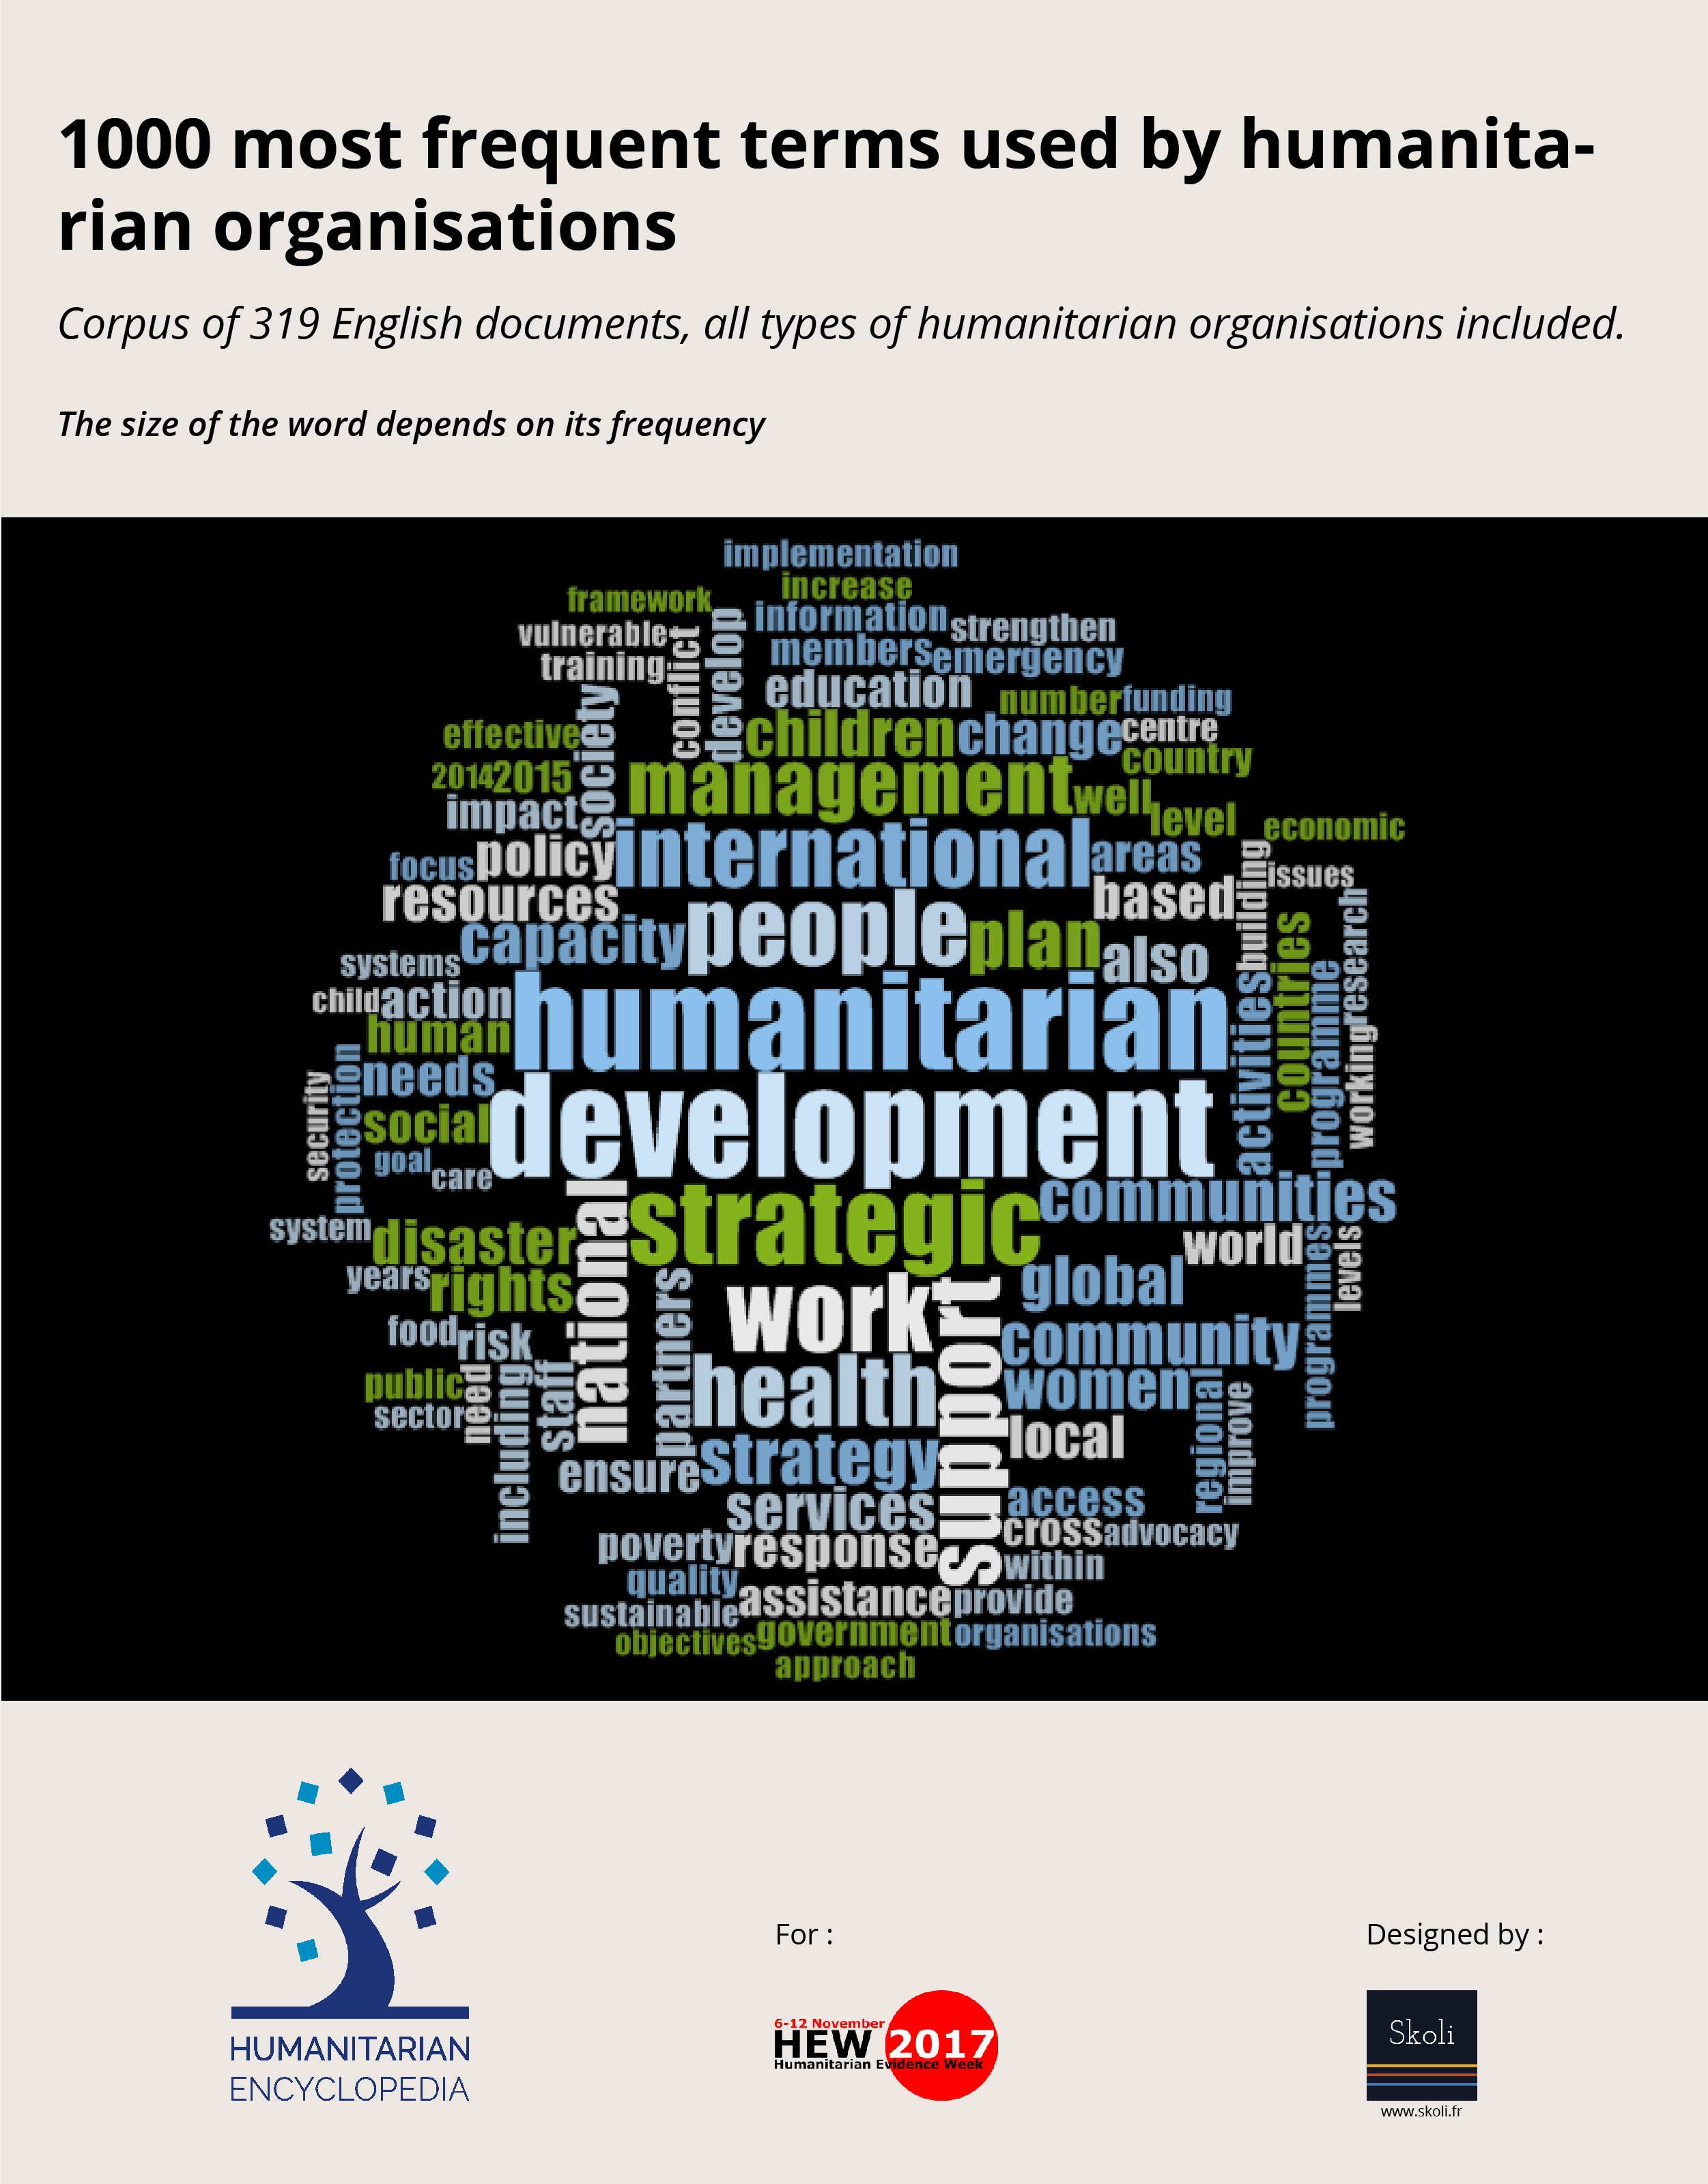 1000 most frequent terms used by humanita-
rian organisations
Corpus of 319 English documents, all types of humanitarian organisations included.
The size of the word depends on its frequency
implementation
increase
framework
information
strengthen
vulnerable
members
emergency
training
conflict
develop
education
number
funding
society
children
change
centre
effective
country
2014
2015
management
well
impact
level
economic
international
areas
policy
focus
building
issues
resources
based
people
plan
capacity
also
countries
research
systems
child
action
humanitarian
human
activities
programme
working
needs
protection
security
social
development
goal
care
communities
system
disaster
national
strategic
world
levels
programmes
years
rights
partners
work
support
global
food
risk
community
public
need
including
staff
health
women
sector
local
regional
improve
ensure
strategy
services
access
cross
advocacy
poverty
response
within
quality
assistance
provide
sustainable
objectives
government
organisations
approach
For :
Designed by :
HUMANITARIAN
ENCYCLOPEDIA
6-12 November
HEW 2017
Humanitarian Evidence Week
Skoli
www.skoli.fr